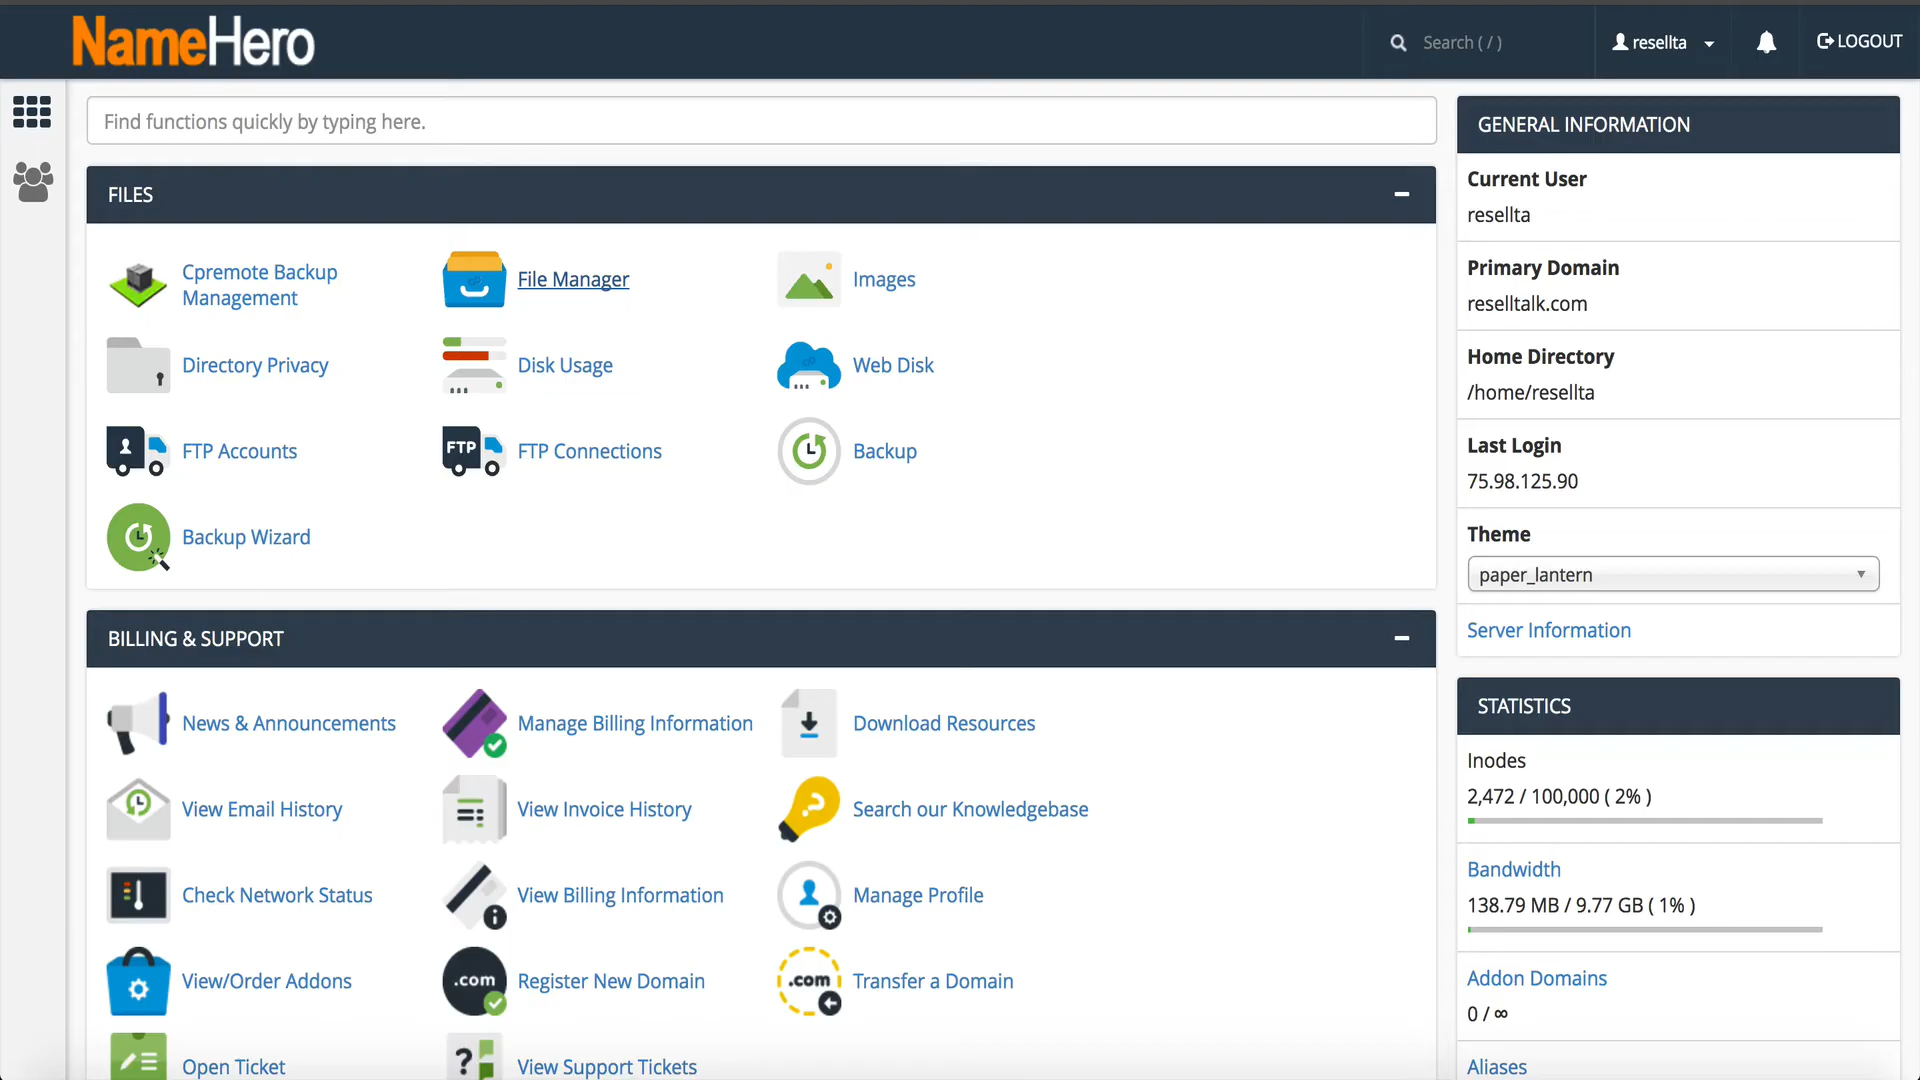 NameHero
Search ( / )
resellta
LOGOUT
Find functions quickly by typing here.
FILES
Cpremote Backup
Management
File Manager
Images
Directory Privacy
Disk Usage
Web Disk
FTP Accounts
FTP
FTP Connections
Backup
Backup Wizard
BILLING & SUPPORT
News & Announcements
Manage Billing Information
Download Resources
View Email History
View Invoice History
Search our Knowledgebase
Check Network Status
View Billing Information
Manage Profile
View/Order Addons
.com
Register New Domain
.com
Transfer a Domain
Open Ticket
View Support Tickets
GENERAL INFORMATION
Current User
resellta
Primary Domain
reselltalk.com
Home Directory
/home/resellta
Last Login
75.98.125.90
Theme
paper_lantern
Server Information
STATISTICS
Inodes
2,472 / 100,000 ( 2% )
Bandwidth
138.79 MB / 9.77 GB ( 1% )
Addon Domains
0 / ∞
Aliases